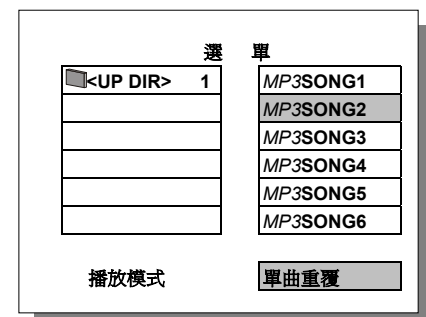 選 單
<UP DIR> 1
MP3SONG1
MP3SONG2
MP3SONG3
MP3SONG4
MP3SONG5
MP3SONG6
播放模式 單曲重覆